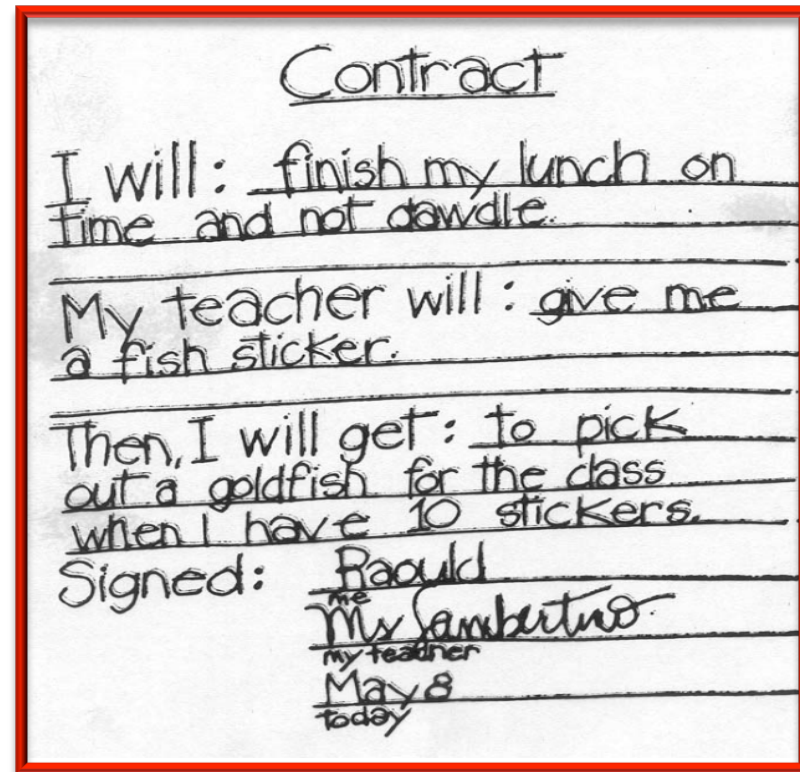 Contract
I will: finish my lunch on
time and not dawdle.
My teacher will: give me
a fish sticker.
Then, I will get: to pick
out a goldfish for the class
when I have 10 stickers.
Signed: Raould
me
Ms Lambertino
my teacher
May 8
today